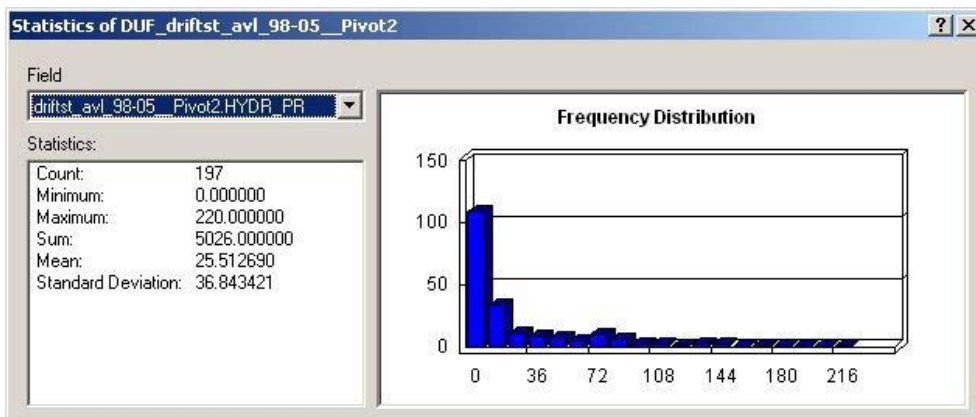 Statistics of DUF_driftst_avl_98-05__Pivot2
Field
driftst_avl_98-05__Pivot2.HYDR_PR
Statistics:
Count: 197
Minimum: 0.000000
Maximum: 220.000000
Sum: 5026.000000
Mean: 25.512690
Standard Deviation: 36.843421
Frequency Distribution
150
100
50
0
0 36 72 108 144 180 216